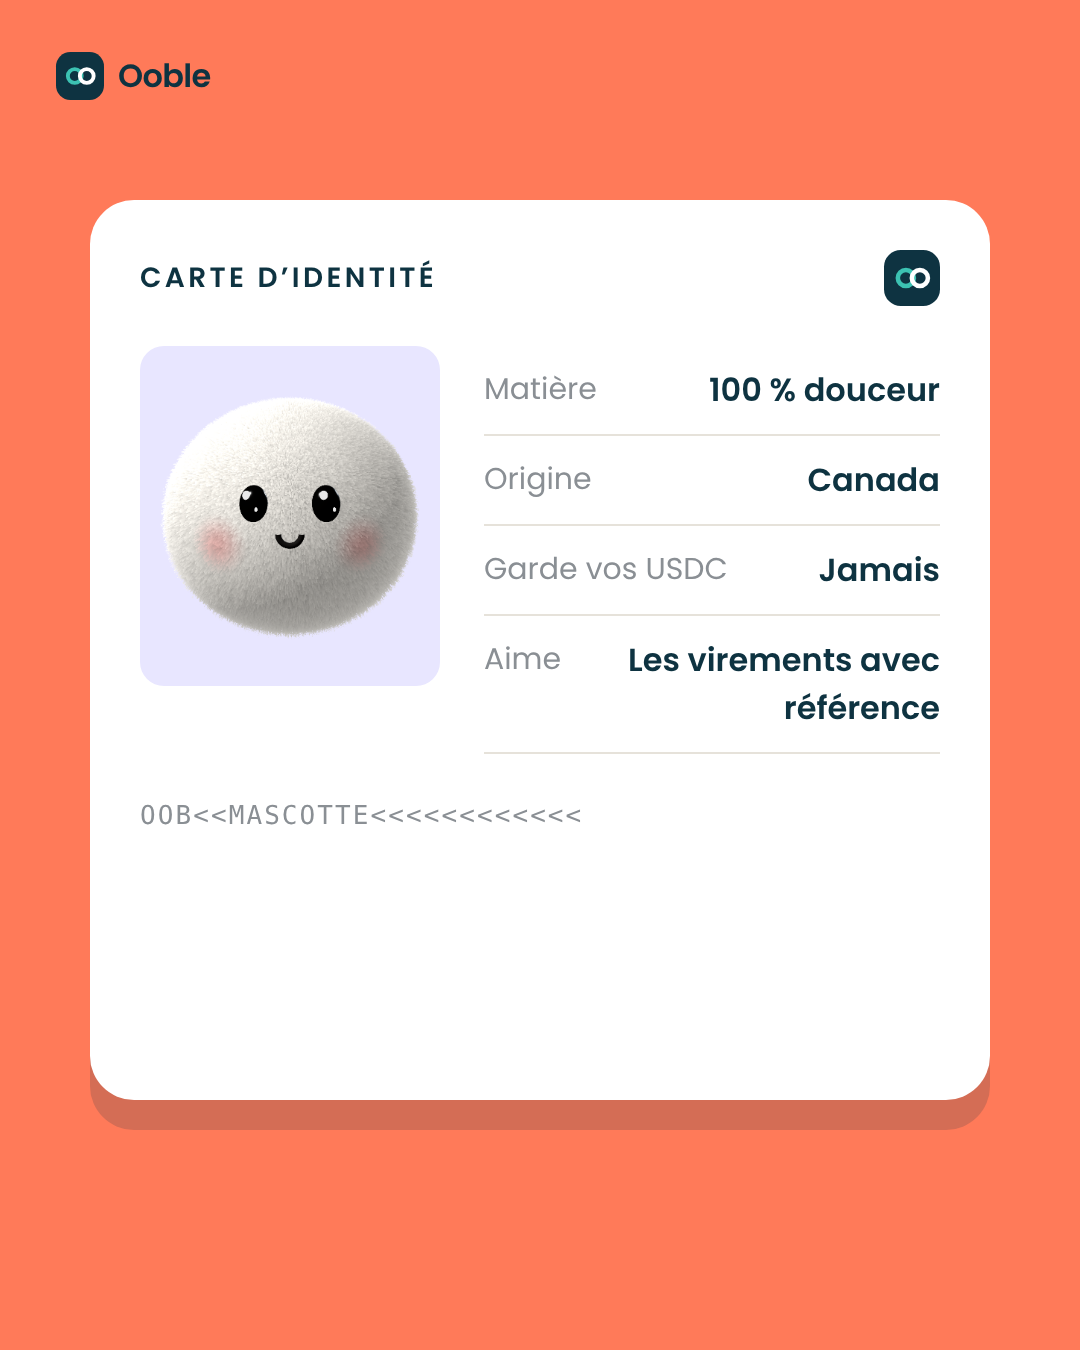 Ooble
CARTE D’IDENTITÉ
Matière 100 % douceur
Origine Canada
Garde vos USDC Jamais
Aime Les virements avec
référence
OOB<<MASCOTTE<<<<<<<<<<<<